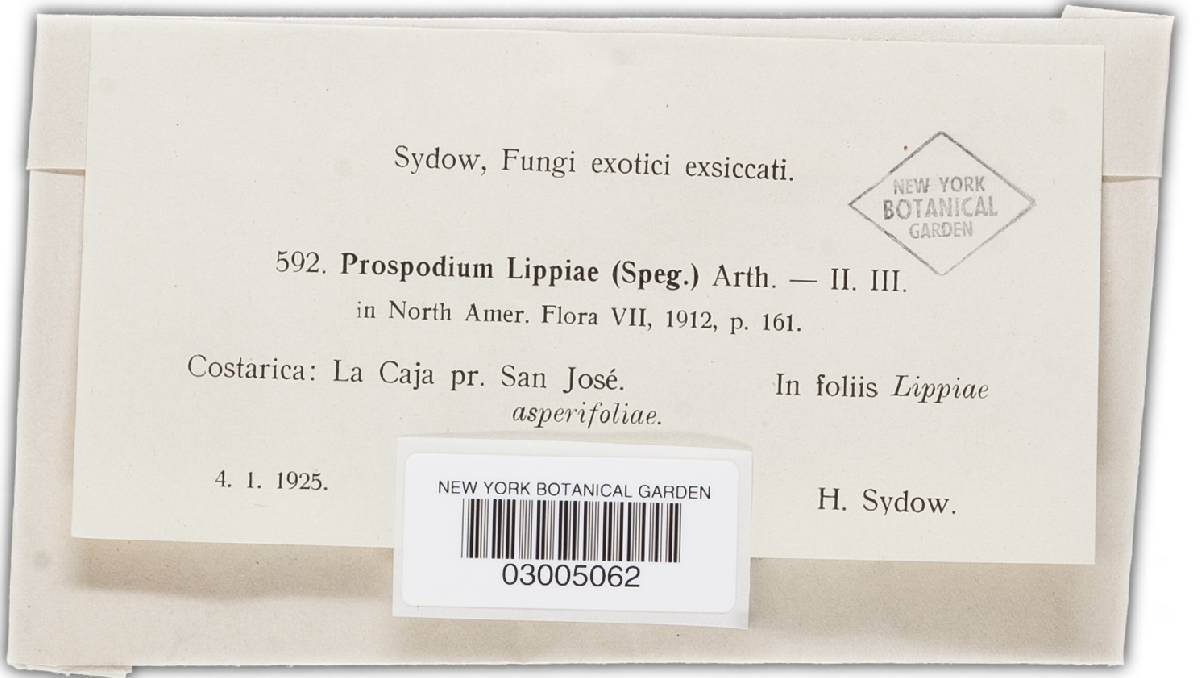 Sydow, Fungi exotici exsiccati.
NEW YORK
BOTANICAL
GARDEN
592. Prospodium Lippiae (Speg.) Arth. — II. III.
in North Amer. Flora VII, 1912, p. 161.
Costarica: La Caja pr. San José. In foliis Lippiae
asperifoliae.
4. 1. 1925.
H. Sydow.
NEW YORK BOTANICAL GARDEN
03005062